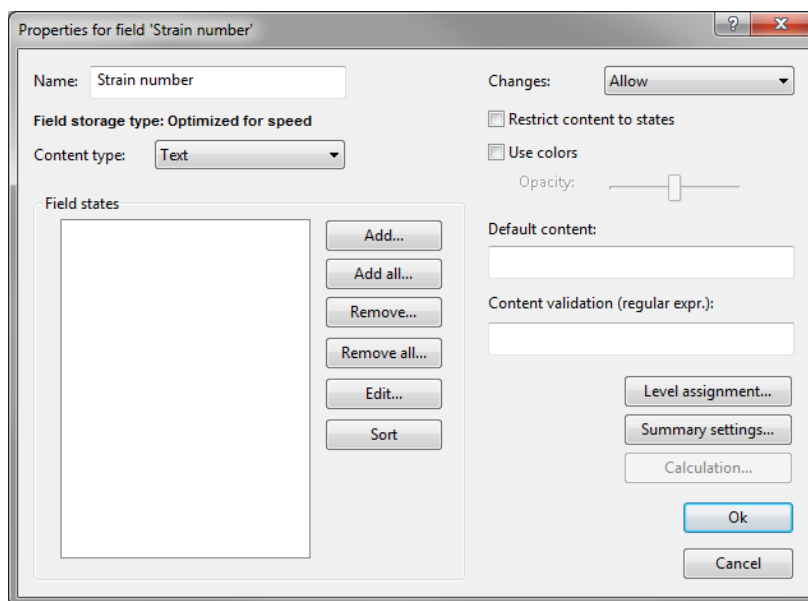 Properties for field 'Strain number'
?
X
Name: Strain number
Changes: Allow
Field storage type: Optimized for speed
Restrict content to states
Content type: Text
Use colors
Opacity:
Field states
Default content:
Add...
Add all...
Content validation (regular expr.):
Remove...
Remove all...
Edit...
Level assignment...
Sort
Summary settings...
Calculation...
Ok
Cancel